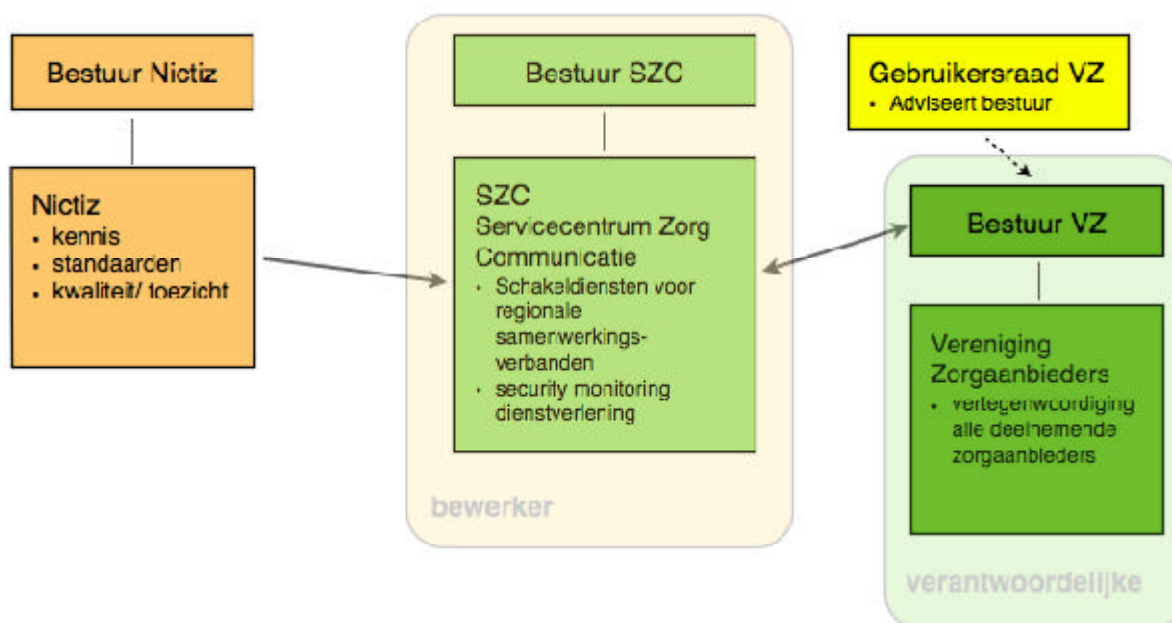 Bestuur Nictiz
Nictiz
• kennis
• standaarden
• kwaliteit/ toezicht
Bestuur SZC
SZC
Servicecentrum Zorg
Communicatie
• Schakeldiensten voor
regionale
samenwerkings-
verbanden
• security monitoring
dienstverlening
bewerker
Gebruikersraad VZ
• Adviseert bestuur
Bestuur VZ
Vereniging
Zorgaanbieders
• vertegenwoordiging
alle deelnemende
zorgaanbieders
verantwoordelijke